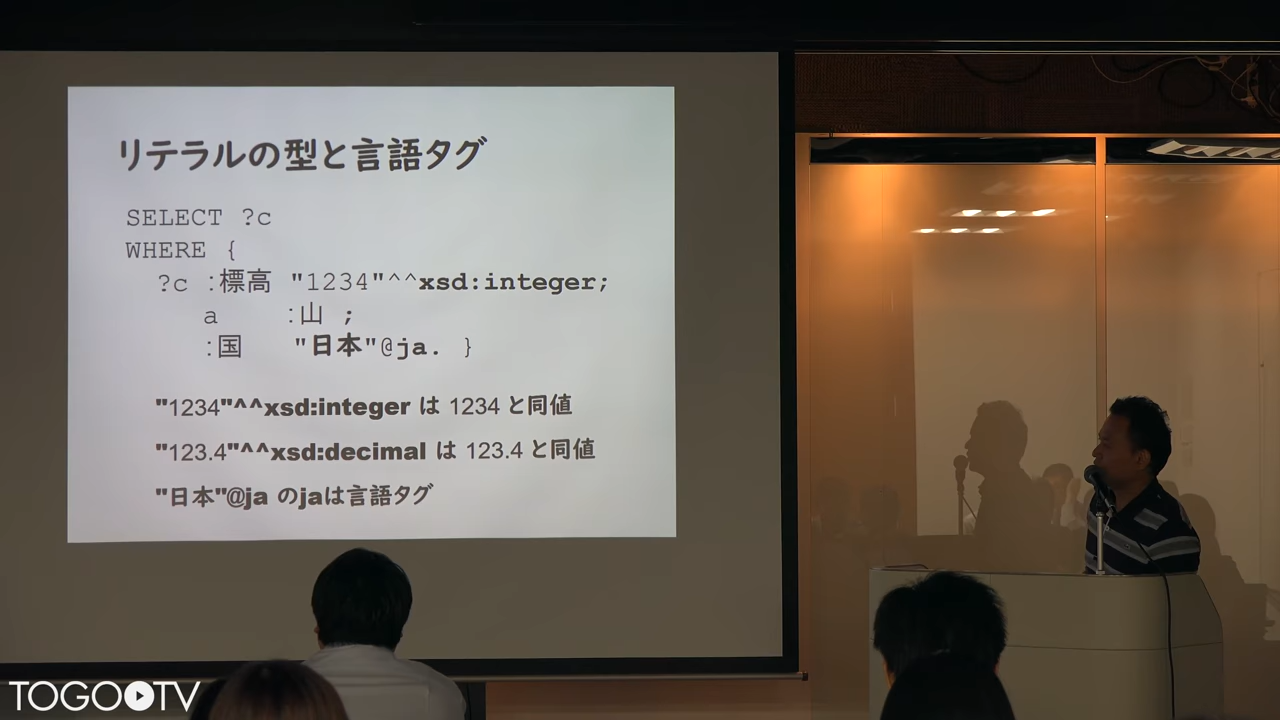 リテラルの型と言語タグ
SELECT ?c
WHERE {
?c :標高 "1234"^^xsd:integer;
a :山 ;
:国 "日本"@ja. }
"1234"^^xsd:integer は 1234 と同値
"123.4"^^xsd:decimal は 123.4 と同値
"日本"@ja のjaは言語タグ
TOGOTV